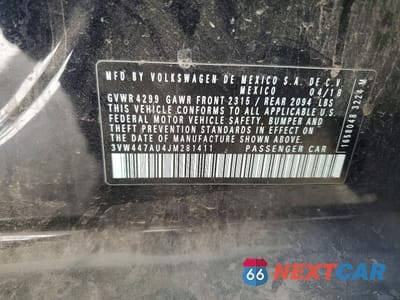 MFD BY VOLKSWAGEN DE MEXICO S.A. DE C.V.
MEXICO 04/18
GVWR 4299 GAWR FRONT 2315 / REAR 2094 LBS
THIS VEHICLE CONFORMS TO ALL APPLICABLE U.S.
FEDERAL MOTOR VEHICLE SAFETY, BUMPER AND
THEFT PREVENTION STANDARDS IN EFFECT ON
THE DATE OF MANUFACTURE SHOWN ABOVE.
3VW447AU4JM281411 PASSENGER CAR
1658048 3224 M
66 NEXTCAR